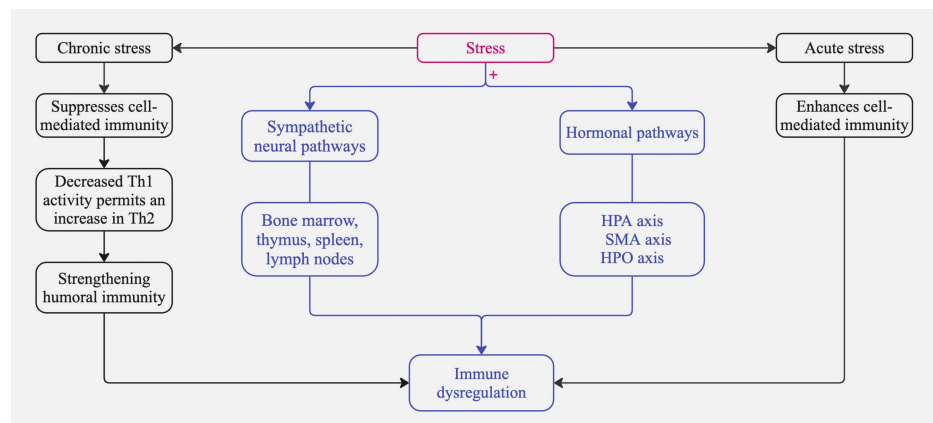 Chronic stress
Stress
Acute stress
+
Suppresses cell-
mediated immunity
Sympathetic
neural pathways
Hormonal pathways
Enhances cell-
mediated immunity
Decreased Th1
activity permits an
increase in Th2
Bone marrow,
thymus, spleen,
lymph nodes
HPA axis
SMA axis
HPO axis
Strengthening
humoral immunity
Immune
dysregulation